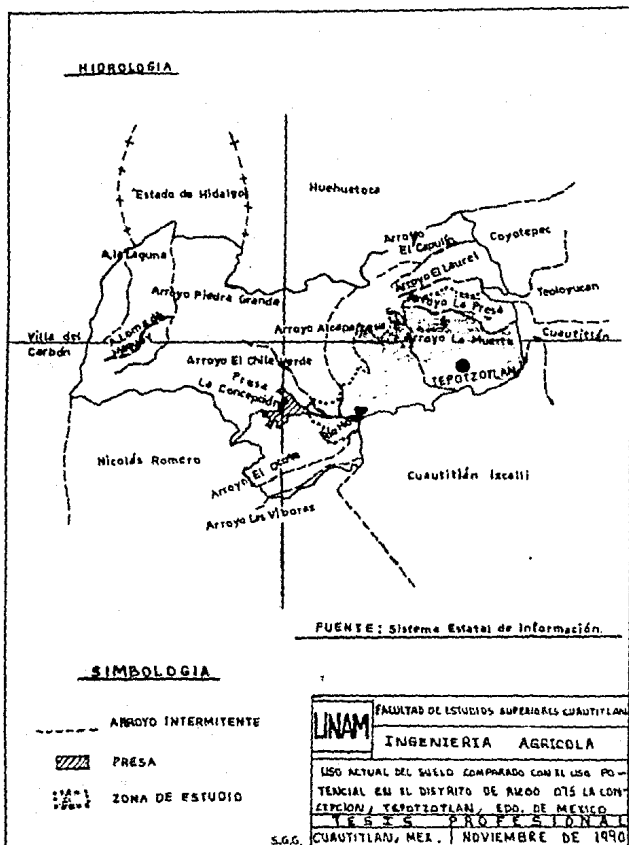 HIDROLOGIA
Estado de Hidalgo
Huehuetoca
Arroyo
El Capulín
Coyotepec
A. la Laguna
Arroyo El Laurel
Arroyo Piedra Grande
Arroyo La Presa
Teoloyucan
Villa del
Carbón
A. Loma de
Arroyo La Muerta
Cuautitlán
Arroyo El Chile Verde
TEPOTZOTLAN
Presa
La Concepción
Nicolás Romero
Arroyo El Ocote
Cuautitlán Izcalli
Arroyo Las Viboras
FUENTE: Sistema Estatal de Información.
SIMBOLOGIA
ARROYO INTERMITENTE
PRESA
ZONA DE ESTUDIO
UNAM
FACULTAD DE ESTUDIOS SUPERIORES CUAUTITLAN
INGENIERIA AGRICOLA
USO ACTUAL DEL SUELO COMPARADO CON EL USO PO-
TENCIAL EN EL DISTRITO DE RIEGO 073 LA CON-
CEPCION, TEPOTZOTLAN, EDO. DE MEXICO
TESIS PROFESIONAL
S.G.G. CUAUTITLAN, MEX. NOVIEMBRE DE 1990